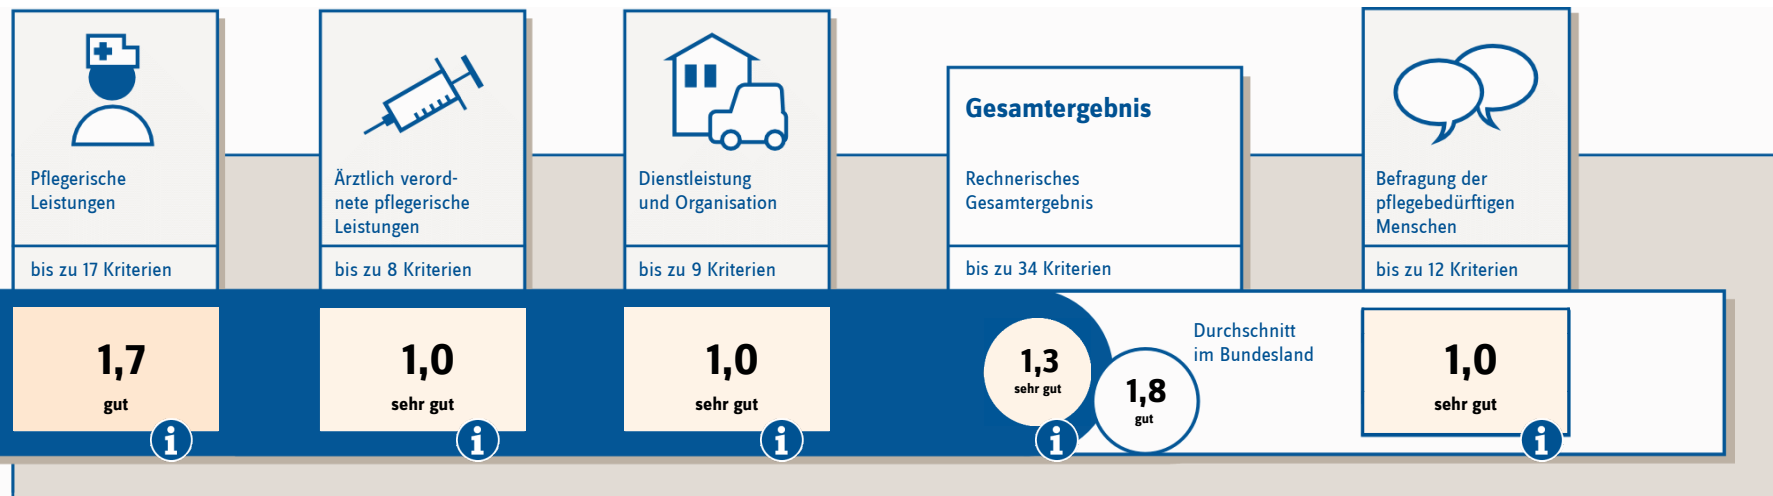 Pflegerische
Leistungen
bis zu 17 Kriterien
1,7
gut
i
Ärztlich verord-
nete pflegerische
Leistungen
bis zu 8 Kriterien
1,0
sehr gut
i
Dienstleistung
und Organisation
bis zu 9 Kriterien
1,0
sehr gut
i
Gesamtergebnis
Rechnerisches
Gesamtergebnis
bis zu 34 Kriterien
1,3
sehr gut
i
1,8
gut
Durchschnitt
im Bundesland
Befragung der
pflegebedürftigen
Menschen
bis zu 12 Kriterien
1,0
sehr gut
i